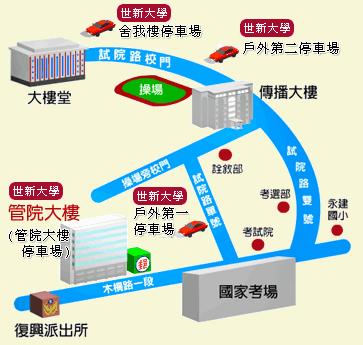 世新大學
舍我樓停車場
世新大學
戶外第二停車場
試院路校門
大樓堂
操場
傳播大樓
操場旁校門
銓敘部
試院路單號
試院路雙號
考選部
永建
國小
世新大學
管院大樓
(管院大樓
停車場)
世新大學
戶外第一
停車場
考試院
郵
木柵路一段
國家考場
復興派出所